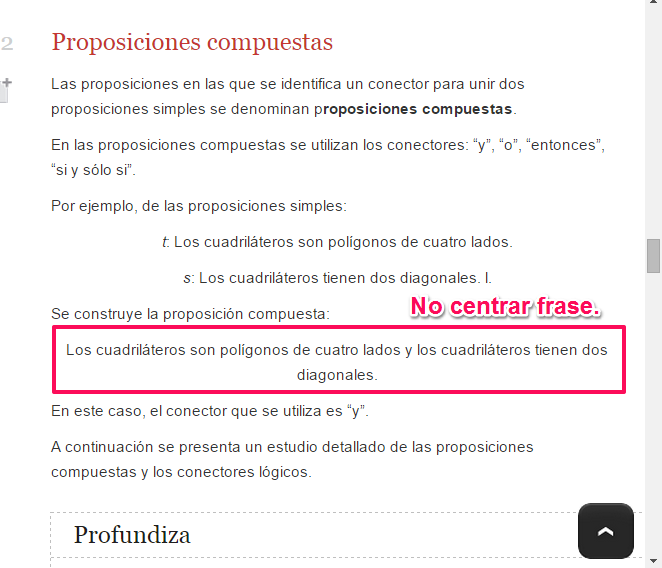 2
Proposiciones compuestas
Las proposiciones en las que se identifica un conector para unir dos
proposiciones simples se denominan proposiciones compuestas.
En las proposiciones compuestas se utilizan los conectores: “y”, “o”, “entonces”,
“si y sólo si”.
Por ejemplo, de las proposiciones simples:
t: Los cuadriláteros son polígonos de cuatro lados.
s: Los cuadriláteros tienen dos diagonales. l.
Se construye la proposición compuesta:
No centrar frase.
Los cuadriláteros son polígonos de cuatro lados y los cuadriláteros tienen dos
diagonales.
En este caso, el conector que se utiliza es “y”.
A continuación se presenta un estudio detallado de las proposiciones
compuestas y los conectores lógicos.
Profundiza